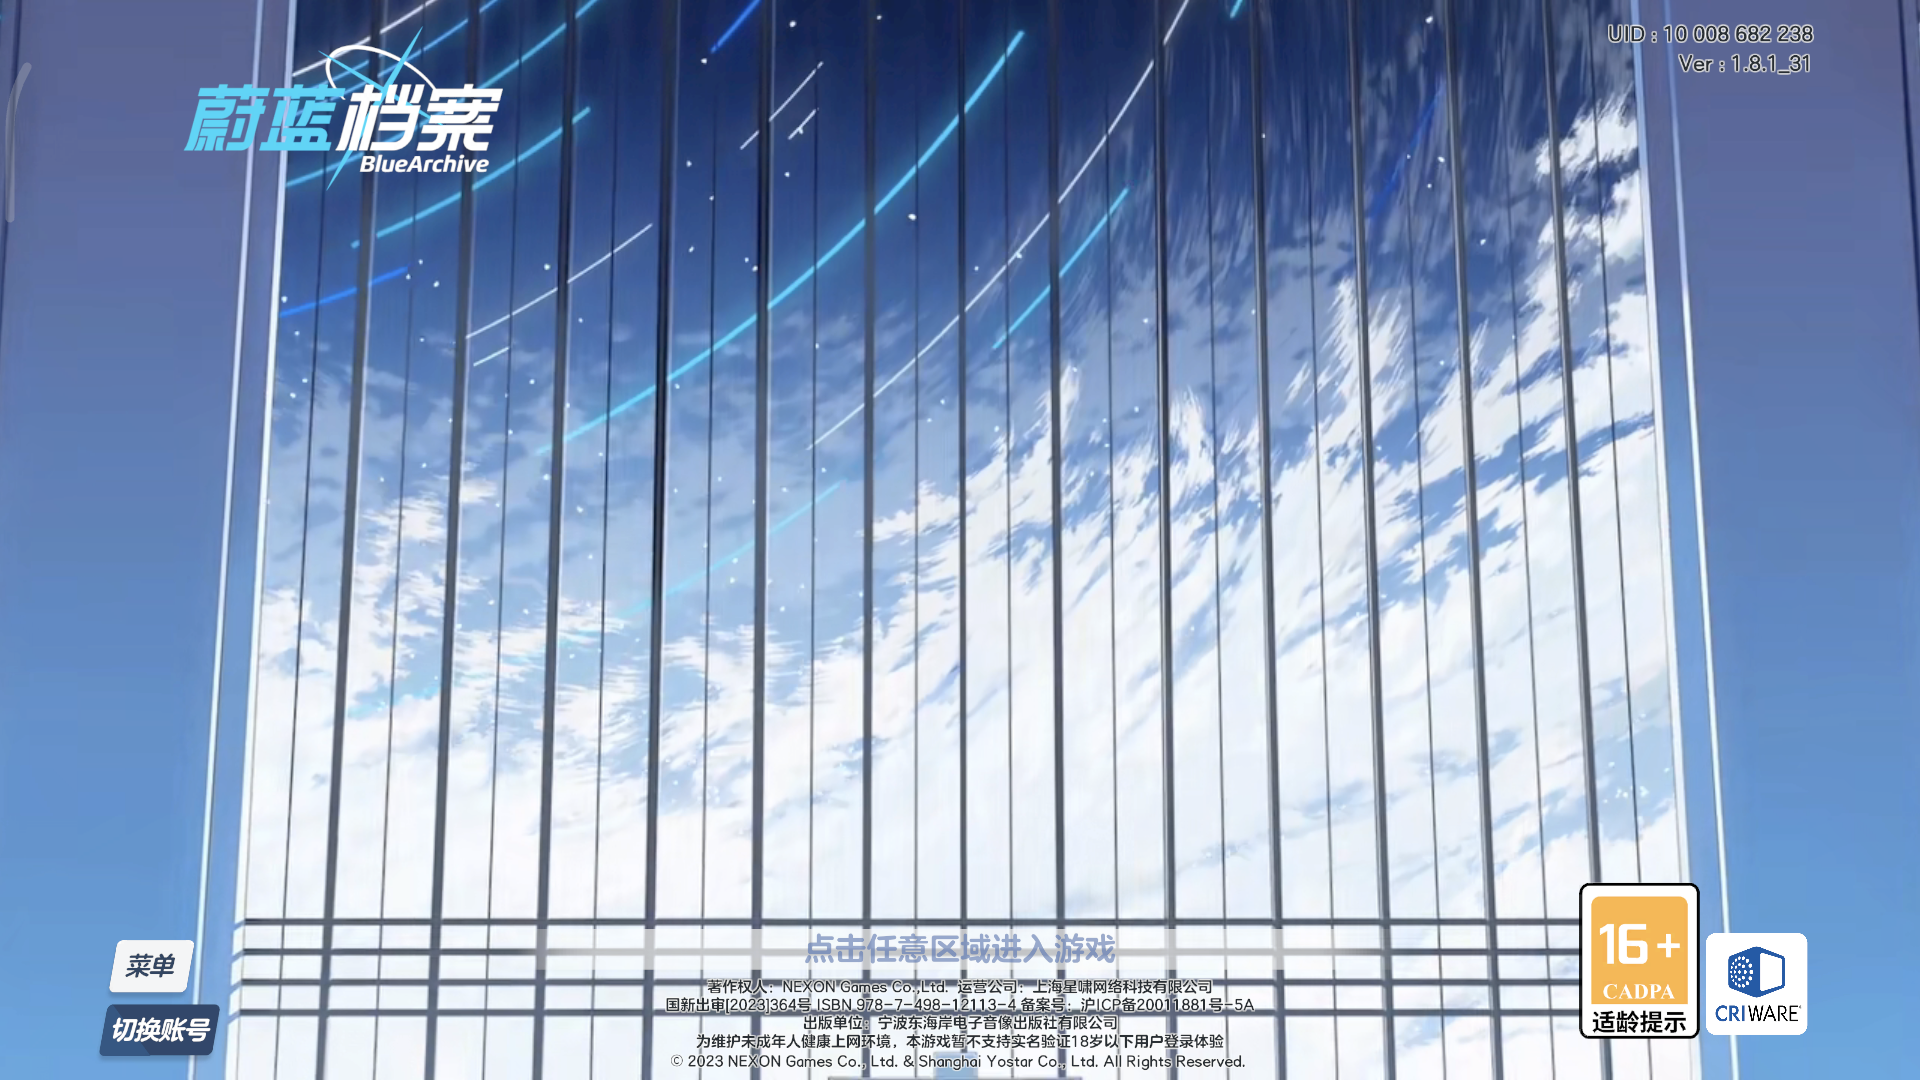 UID : 10 008 682 238
Ver : 1.8.1_31
蔚蓝档案
BlueArchive
菜单
切换账号
点击任意区域进入游戏
著作权人：NEXON Games Co.,Ltd. 运营公司：上海星啸网络科技有限公司
国新出审[2023]364号 ISBN 978-7-498-12113-4 备案号：沪ICP备20011881号-5A
出版单位：宁波东海岸电子音像出版社有限公司
为维护未成年人健康上网环境，本游戏暂不支持实名验证18岁以下用户登录体验
© 2023 NEXON Games Co., Ltd. & Shanghai Yostar Co., Ltd. All Rights Reserved.
16+
CADPA
适龄提示
CRIWARE